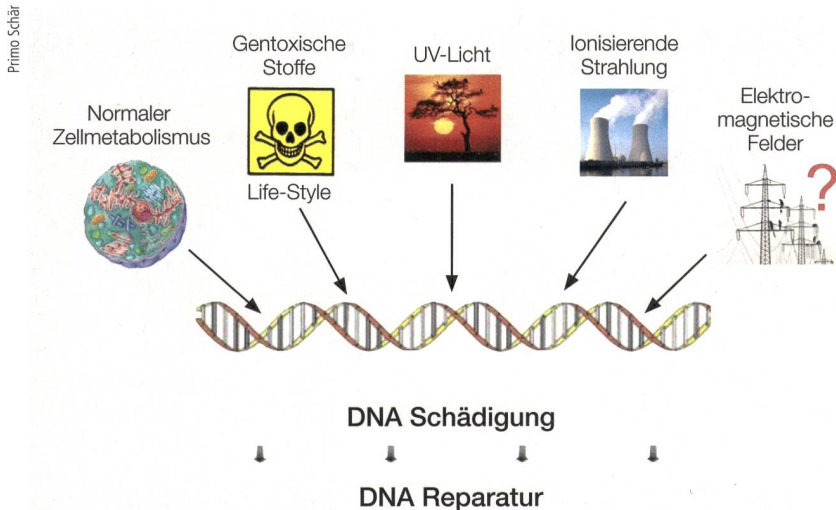 Primo Schär
Gentoxische
Stoffe
Life-Style
UV-Licht
Ionisierende
Strahlung
Normaler
Zellmetabolismus
Elektro-
magnetische
Felder
?
DNA Schädigung
DNA Reparatur